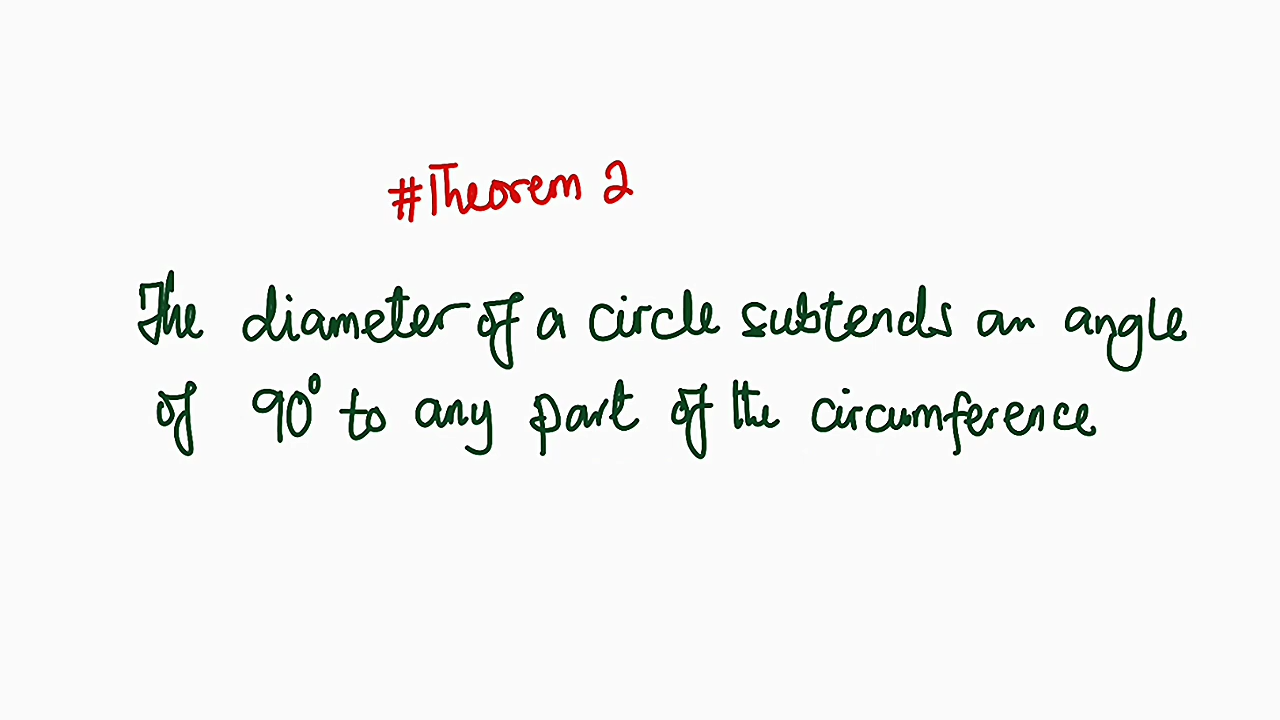 #Theorem 2
The diameter of a circle subtends an angle
of 90° to any part of the circumference